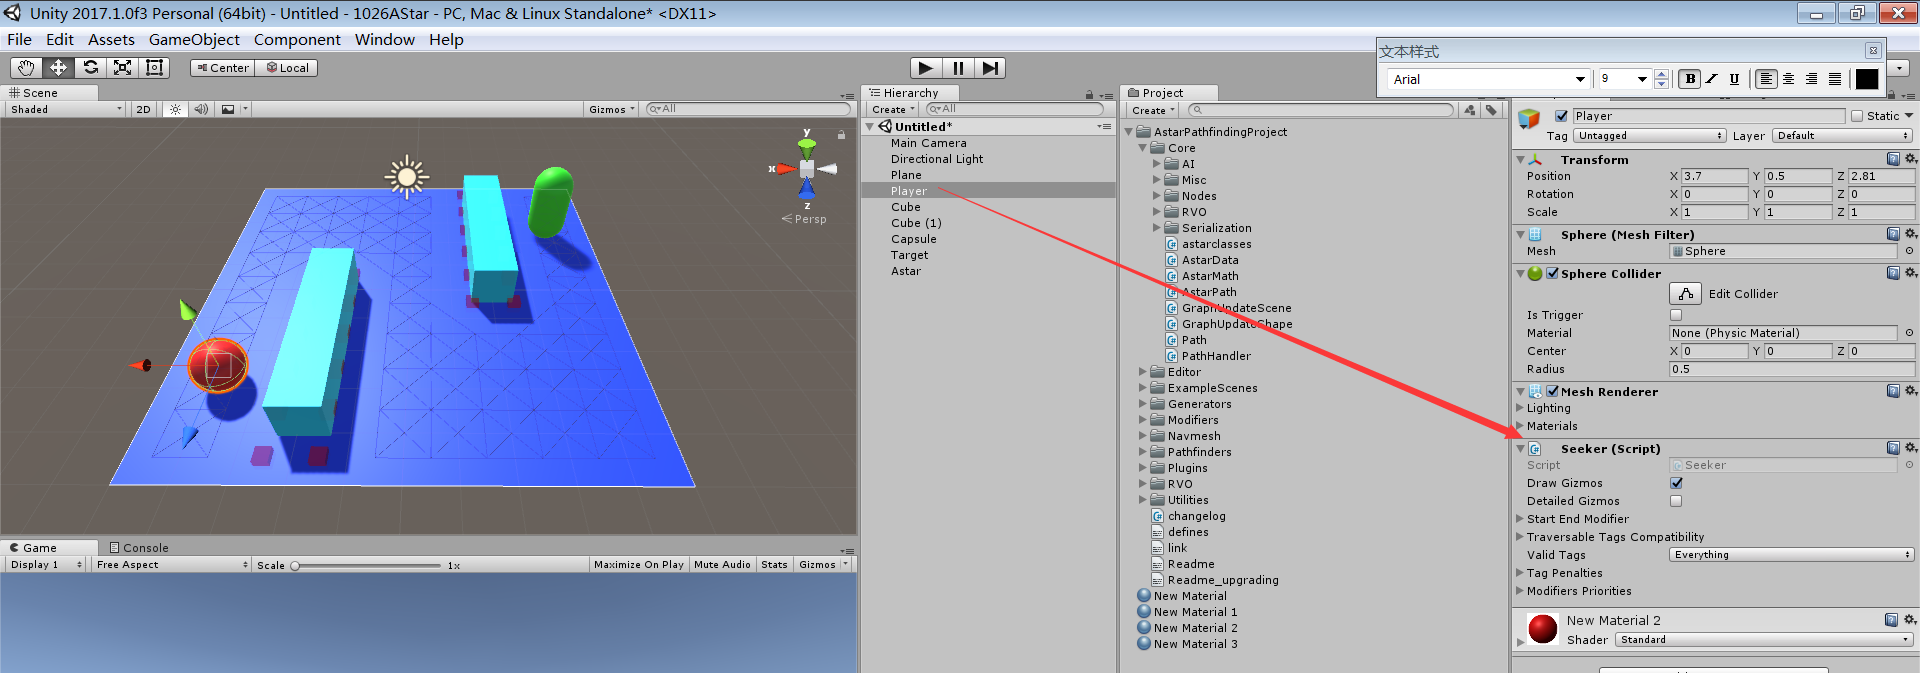 Unity 2017.1.0f3 Personal (64bit) - Untitled - 1026AStar - PC, Mac & Linux Standalone* <DX11>
File Edit Assets GameObject Component Window Help
Center Local
文本样式
Arial 9 B I U
Scene
Shaded 2D Gizmos All
y
x
z
Persp
Game Console
Display 1 Free Aspect Scale 1x Maximize On Play Mute Audio Stats Gizmos
Hierarchy
Create All
Untitled*
Main Camera
Directional Light
Plane
Player
Cube
Cube (1)
Capsule
Target
Astar
Project
Create
AstarPathfindingProject
Core
AI
Misc
Nodes
RVO
Serialization
astarclasses
AstarData
AstarMath
AstarPath
GraphUpdateScene
GraphUpdateShape
Path
PathHandler
Editor
ExampleScenes
Generators
Modifiers
Navmesh
Pathfinders
Plugins
RVO
Utilities
changelog
defines
link
Readme
Readme_upgrading
New Material
New Material 1
New Material 2
New Material 3
Player Static
Tag Untagged Layer Default
Transform
Position X 3.7 Y 0.5 Z 2.81
Rotation X 0 Y 0 Z 0
Scale X 1 Y 1 Z 1
Sphere (Mesh Filter)
Mesh Sphere
Sphere Collider
Edit Collider
Is Trigger
Material None (Physic Material)
Center X 0 Y 0 Z 0
Radius 0.5
Mesh Renderer
Lighting
Materials
Seeker (Script)
Script Seeker
Draw Gizmos
Detailed Gizmos
Start End Modifier
Traversable Tags Compatibility
Valid Tags Everything
Tag Penalties
Modifiers Priorities
New Material 2
Shader Standard